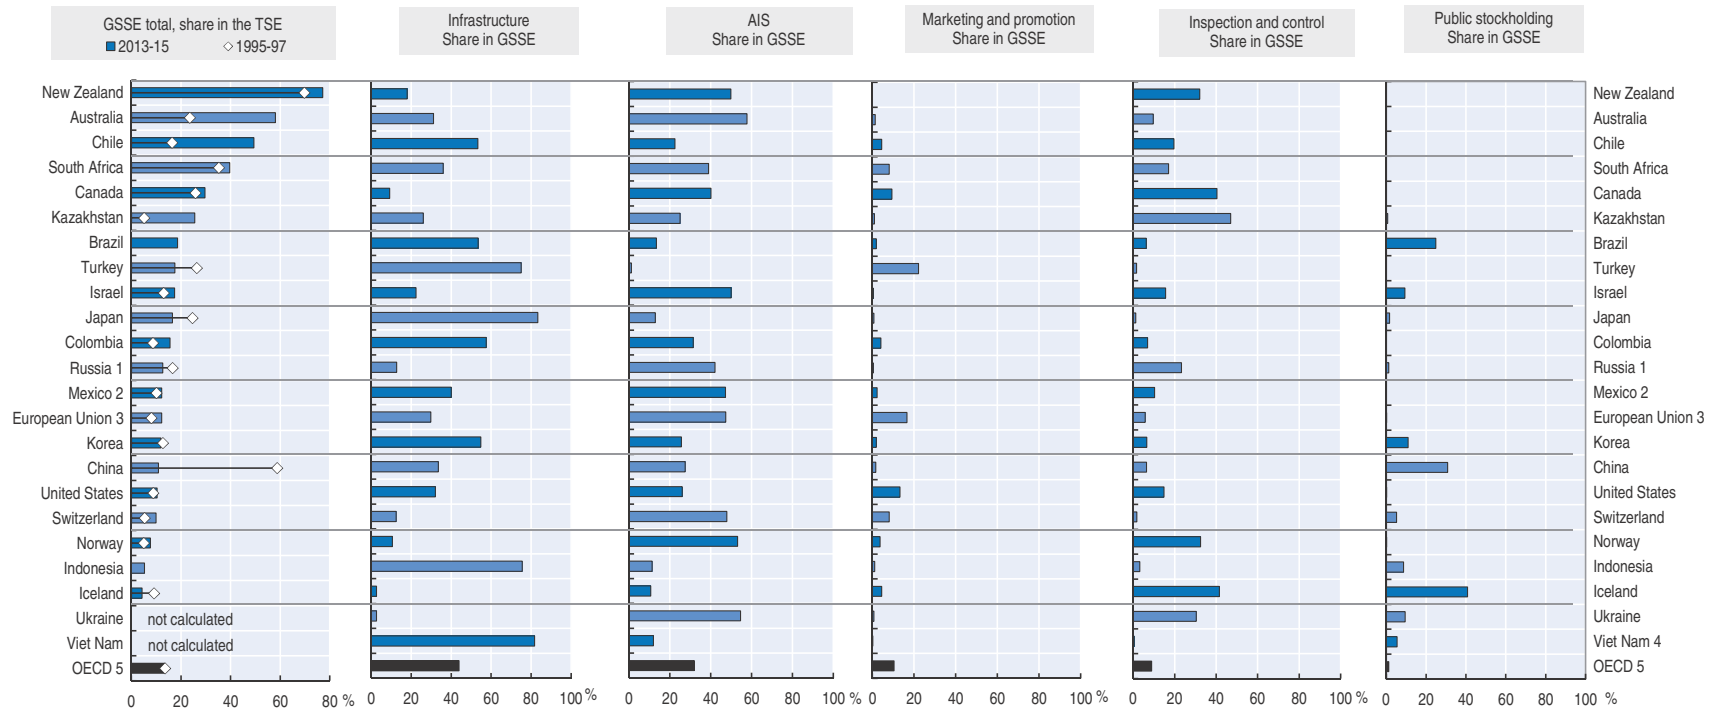 GSSE total, share in the TSE
2013-15 1995-97
Infrastructure
Share in GSSE
AIS
Share in GSSE
Marketing and promotion
Share in GSSE
Inspection and control
Share in GSSE
Public stockholding
Share in GSSE
New Zealand New Zealand
Australia Australia
Chile Chile
South Africa South Africa
Canada Canada
Kazakhstan Kazakhstan
Brazil Brazil
Turkey Turkey
Israel Israel
Japan Japan
Colombia Colombia
Russia 1 Russia 1
Mexico 2 Mexico 2
European Union 3 European Union 3
Korea Korea
China China
United States United States
Switzerland Switzerland
Norway Norway
Indonesia Indonesia
Iceland Iceland
Ukraine not calculated Ukraine
Viet Nam not calculated Viet Nam 4
OECD 5 OECD 5
0 20 40 60 80 % 0 20 40 60 80 100 % 0 20 40 60 80 100 0 20 40 60 80 100 % 0 20 40 60 80 100 % 0 20 40 60 80 100 %